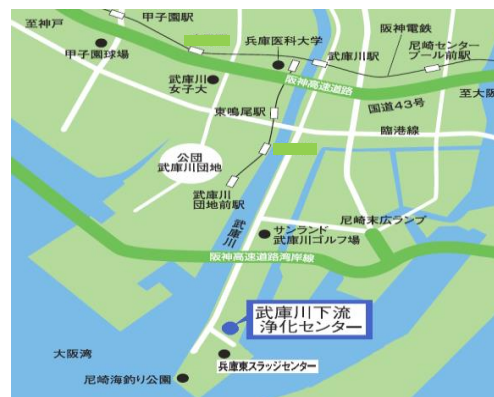 至神戸
甲子園駅
甲子園球場
兵庫医科大学
阪神電鉄
武庫川駅
尼崎センター
プール前駅
武庫川
女子大
阪神高速道路
国道43号
至大阪
東鳴尾駅
臨港線
公団
武庫川団地
武庫川
団地前駅
武庫川
サンランド
武庫川ゴルフ場
尼崎末広ランプ
阪神高速道路湾岸線
武庫川下流
浄化センター
大阪湾
兵庫東スラッジセンター
尼崎海釣り公園